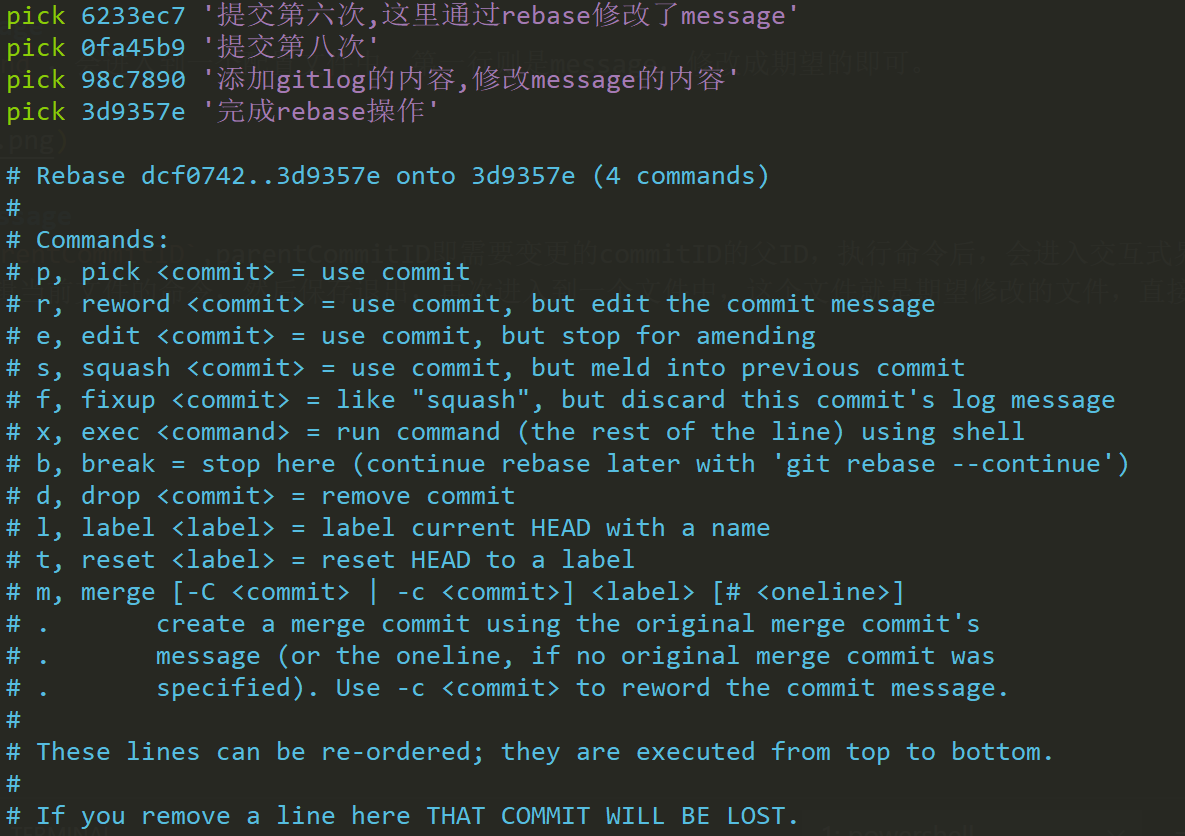 pick 6233ec7 '提交第六次,这里通过rebase修改了message'
pick 0fa45b9 '提交第八次'
pick 98c7890 '添加gitlog的内容,修改message的内容'
pick 3d9357e '完成rebase操作'
.png)
# Rebase dcf0742..3d9357e onto 3d9357e (4 commands)
#
# Commands:
# p, pick <commit> = use commit
# r, reword <commit> = use commit, but edit the commit message
# e, edit <commit> = use commit, but stop for amending
# s, squash <commit> = use commit, but meld into previous commit
# f, fixup <commit> = like "squash", but discard this commit's log message
# x, exec <command> = run command (the rest of the line) using shell
# b, break = stop here (continue rebase later with 'git rebase --continue')
# d, drop <commit> = remove commit
# l, label <label> = label current HEAD with a name
# t, reset <label> = reset HEAD to a label
# m, merge [-C <commit> | -c <commit>] <label> [# <oneline>]
# .       create a merge commit using the original merge commit's
# .       message (or the oneline, if no original merge commit was
# .       specified). Use -c <commit> to reword the commit message.
#
# These lines can be re-ordered; they are executed from top to bottom.
#
# If you remove a line here THAT COMMIT WILL BE LOST.